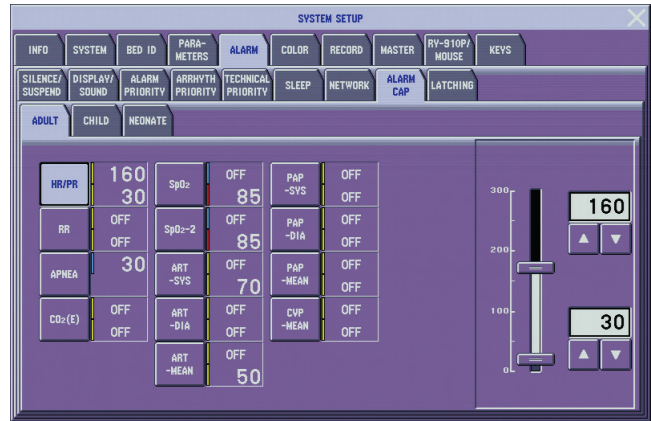 SYSTEM SETUP
INFO SYSTEM BED ID PARA-METERS ALARM COLOR RECORD MASTER RY-910P/MOUSE KEYS
SILENCE/SUSPEND DISPLAY/SOUND ALARM PRIORITY ARRHYTH PRIORITY TECHNICAL PRIORITY SLEEP NETWORK ALARM CAP LATCHING
ADULT CHILD NEONATE
HR/PR 160 30
SpO2 OFF 85
PAP-SYS OFF OFF
RR OFF OFF
SpO2-2 OFF 85
PAP-DIA OFF OFF
APNEA 30
ART-SYS OFF 70
PAP-MEAN OFF OFF
CO2(E) OFF OFF
ART-DIA OFF OFF
CVP-MEAN OFF OFF
ART-MEAN OFF 50
300
200
100
0
160
30